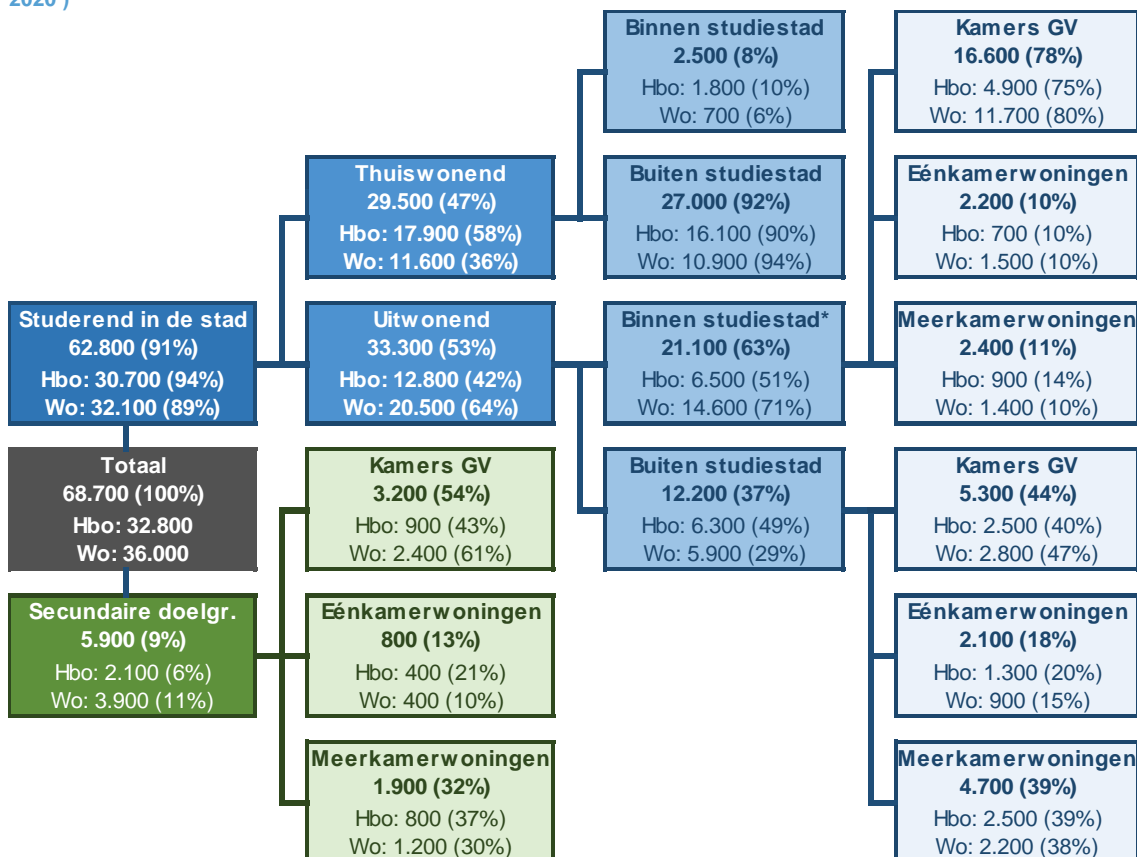 2020 )
Binnen studiestad
2.500 (8%)
Hbo: 1.800 (10%)
Wo: 700 (6%)
Kamers GV
16.600 (78%)
Hbo: 4.900 (75%)
Wo: 11.700 (80%)
Thuiswonend
29.500 (47%)
Hbo: 17.900 (58%)
Wo: 11.600 (36%)
Buiten studiestad
27.000 (92%)
Hbo: 16.100 (90%)
Wo: 10.900 (94%)
Eénkamerwoningen
2.200 (10%)
Hbo: 700 (10%)
Wo: 1.500 (10%)
Studerend in de stad
62.800 (91%)
Hbo: 30.700 (94%)
Wo: 32.100 (89%)
Uitwonend
33.300 (53%)
Hbo: 12.800 (42%)
Wo: 20.500 (64%)
Binnen studiestad*
21.100 (63%)
Hbo: 6.500 (51%)
Wo: 14.600 (71%)
Meerkamerwoningen
2.400 (11%)
Hbo: 900 (14%)
Wo: 1.400 (10%)
Totaal
68.700 (100%)
Hbo: 32.800
Wo: 36.000
Kamers GV
3.200 (54%)
Hbo: 900 (43%)
Wo: 2.400 (61%)
Buiten studiestad
12.200 (37%)
Hbo: 6.300 (49%)
Wo: 5.900 (29%)
Kamers GV
5.300 (44%)
Hbo: 2.500 (40%)
Wo: 2.800 (47%)
Secundaire doelgr.
5.900 (9%)
Hbo: 2.100 (6%)
Wo: 3.900 (11%)
Eénkamerwoningen
800 (13%)
Hbo: 400 (21%)
Wo: 400 (10%)
Eénkamerwoningen
2.100 (18%)
Hbo: 1.300 (20%)
Wo: 900 (15%)
Meerkamerwoningen
1.900 (32%)
Hbo: 800 (37%)
Wo: 1.200 (30%)
Meerkamerwoningen
4.700 (39%)
Hbo: 2.500 (39%)
Wo: 2.200 (38%)